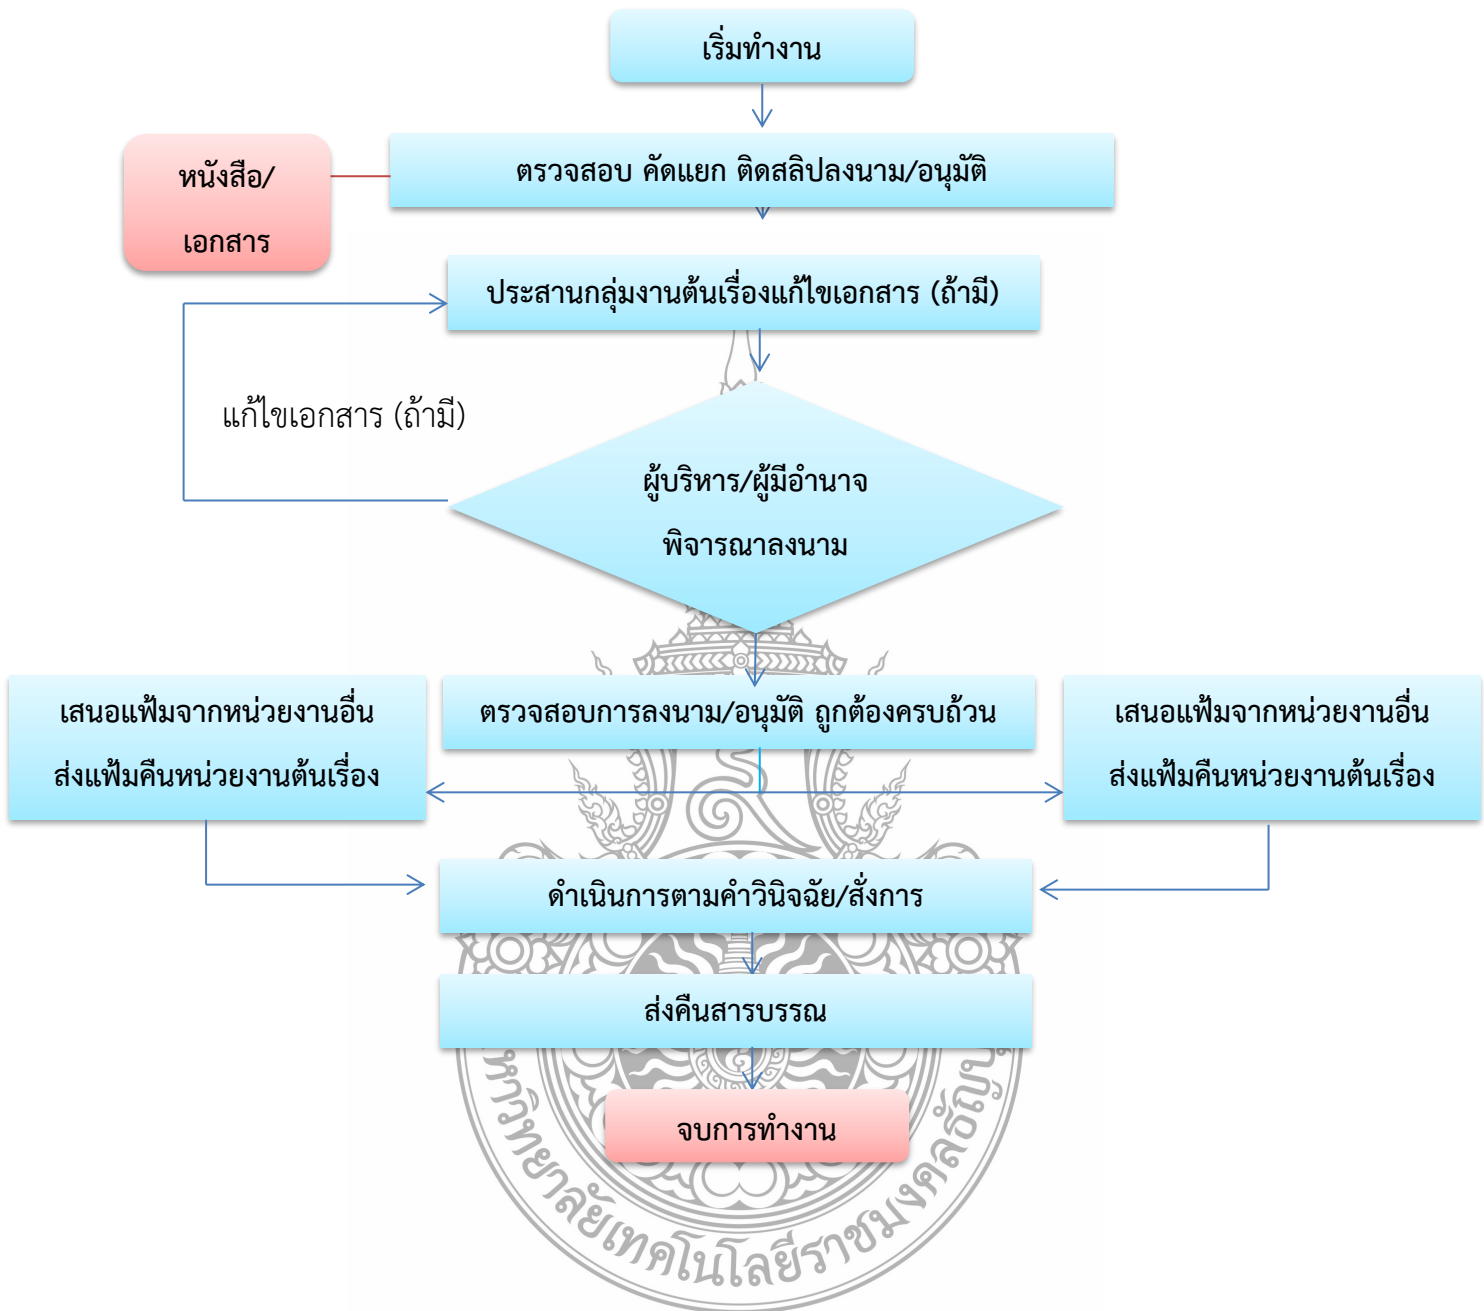 เริ่มทำงาน
หนังสือ/
เอกสาร
ตรวจสอบ คัดแยก ติดสลิปลงนาม/อนุมัติ
ประสานกลุ่มงานต้นเรื่องแก้ไขเอกสาร (ถ้ามี)
แก้ไขเอกสาร (ถ้ามี)
ผู้บริหาร/ผู้มีอำนาจ
พิจารณาลงนาม
เสนอแฟ้มจากหน่วยงานอื่น
ส่งแฟ้มคืนหน่วยงานต้นเรื่อง
ตรวจสอบการลงนาม/อนุมัติ ถูกต้องครบถ้วน
เสนอแฟ้มจากหน่วยงานอื่น
ส่งแฟ้มคืนหน่วยงานต้นเรื่อง
ดำเนินการตามคำวินิจฉัย/สั่งการ
ส่งคืนสารบรรณ
จบการทำงาน